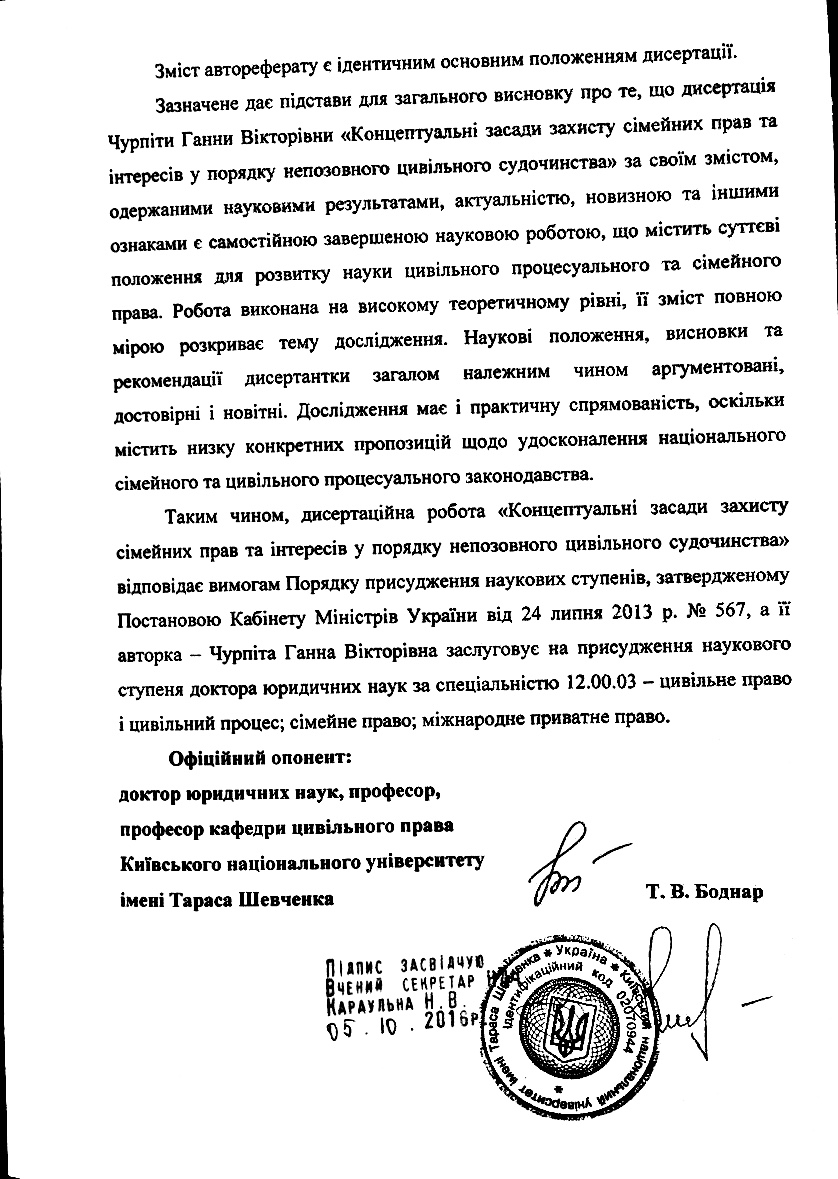 Зміст автореферату є ідентичним основним положенням дисертації.
Зазначене дає підстави для загального висновку про те, що дисертація
Чурпіти Ганни Вікторівни «Концептуальні засади захисту сімейних прав та
інтересів у порядку непозовного цивільного судочинства» за своїм змістом,
одержаними науковими результатами, актуальністю, новизною та іншими
ознаками є самостійною завершеною науковою роботою, що містить суттєві
положення для розвитку науки цивільного процесуального та сімейного
права. Робота виконана на високому теоретичному рівні, її зміст повною
мірою розкриває тему дослідження. Наукові положення, висновки та
рекомендації дисертантки загалом належним чином аргументовані,
достовірні і новітні. Дослідження має і практичну спрямованість, оскільки
містить низку конкретних пропозицій щодо удосконалення національного
сімейного та цивільного процесуального законодавства.
Таким чином, дисертаційна робота «Концептуальні засади захисту
сімейних прав та інтересів у порядку непозовного цивільного судочинства»
відповідає вимогам Порядку присудження наукових ступенів, затвердженому
Постановою Кабінету Міністрів України від 24 липня 2013 р. № 567, а її
авторка – Чурпіта Ганна Вікторівна заслуговує на присудження наукового
ступеня доктора юридичних наук за спеціальністю 12.00.03 – цивільне право
і цивільний процес; сімейне право; міжнародне приватне право.
Офіційний опонент:
доктор юридичних наук, професор,
професор кафедри цивільного права
Київського національного університету
імені Тараса Шевченка
Т. В. Боднар
Підпис засвідчую
Вчений секретар
Караульна Н.В.
05.10.2016р
Україна * Київський національний університет імені Тараса Шевченка *
Ідентифікаційний код 02070944